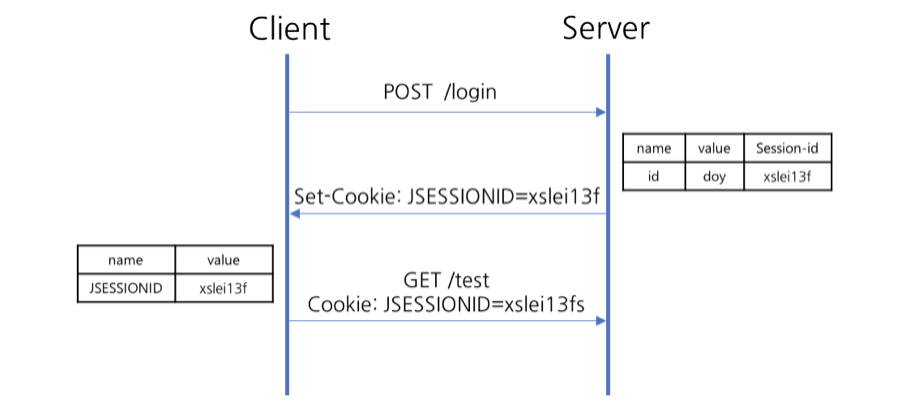 Client
Server
POST /login
name value Session-id
id doy xslei13f
Set-Cookie: JSESSIONID=xslei13f
name value
JSESSIONID xslei13f
GET /test
Cookie: JSESSIONID=xslei13fs